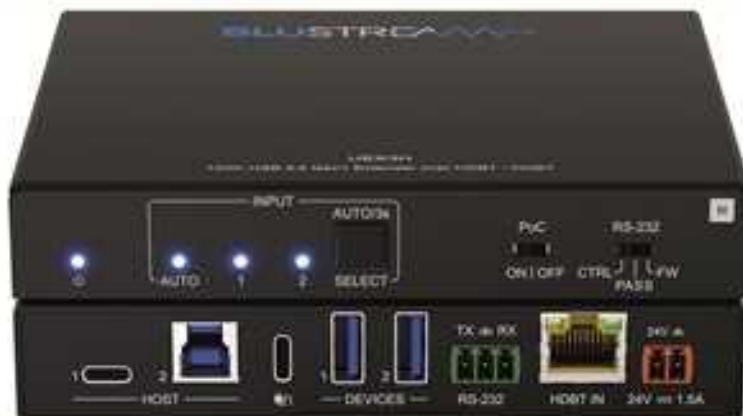 BLUSTREAM
INPUT
AUTO/3s
PoC
RS-232
AUTO
1
2
SELECT
ON | OFF
CTRL
FW
PASS
R
TX RX
24V
1
2
1
2
HOST
DEVICES
RS-232
HDBT IN
24V 1.5A